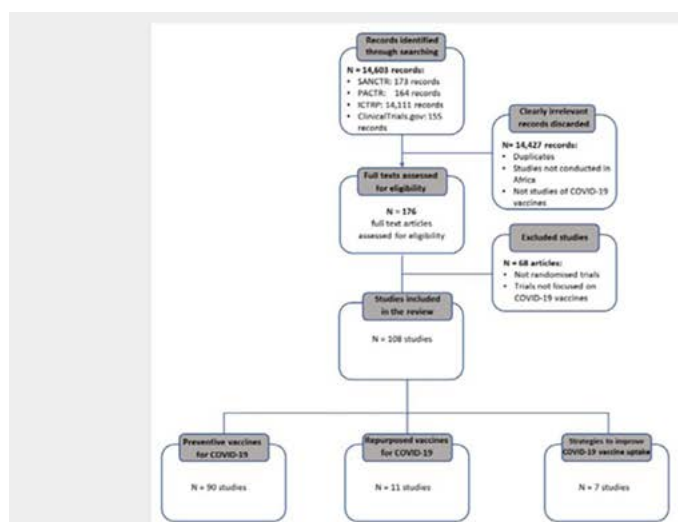 Records identified
through searching
N = 14,603 records:
• SANCTR: 173 records
• PACTR: 164 records
• ICTRP: 14,111 records
• ClinicalTrials.gov: 155
records
Clearly irrelevant
records discarded
N= 14,427 records:
• Duplicates
• Studies not conducted in
Africa
• Not studies of COVID-19
vaccines
Full texts assessed
for eligibility
N = 176
full text articles
assessed for eligibility
Excluded studies
N = 68 articles:
• Not randomised trials
• Trials not focused on
COVID-19 vaccines
Studies included
in the review
N = 108 studies
Preventive vaccines
for COVID-19
N = 90 studies
Repurposed vaccines
for COVID-19
N = 11 studies
Strategies to improve
COVID-19 vaccine uptake
N = 7 studies